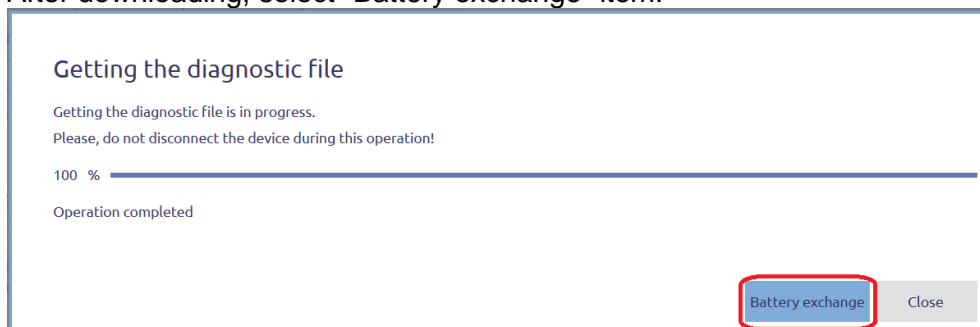 After downloading, select "Battery exchange" item.
Getting the diagnostic file
Getting the diagnostic file is in progress.
Please, do not disconnect the device during this operation!
100 %
Operation completed
Battery exchange Close